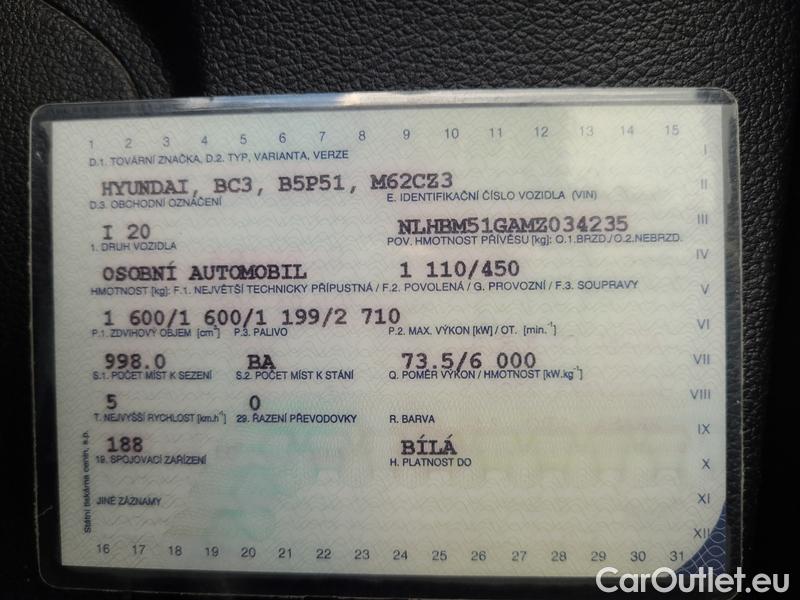 1 2 3 4 5 6 7 8 9 10 11 12 13 14 15
D.1. TOVÁRNÍ ZNAČKA, D.2. TYP, VARIANTA, VERZE
I
HYUNDAI, BC3, B5P51, M62CZ3
II
D.3. OBCHODNÍ OZNAČENÍ E. IDENTIFIKAČNÍ ČÍSLO VOZIDLA (VIN)
I 20 NLHBM51GAMZ034235
III
1. DRUH VOZIDLA POV. HMOTNOST PŘÍVĚSU [kg]: O.1 BRZD./O.2 NEBRZD.
IV
OSOBNÍ AUTOMOBIL 1 110/450
HMOTNOST [kg]: F.1. NEJVĚTŠÍ TECHNICKY PŘÍPUSTNÁ / F.2. POVOLENÁ / G. PROVOZNÍ / F.3. SOUPRAVY
V
1 600/1 600/1 199/2 710
VI
P.1. ZDVIHOVÝ OBJEM [cm³] P.3. PALIVO P.2. MAX. VÝKON [kW] / OT. [min.⁻¹]
998.0 BA 73.5/6 000
VII
S.1. POČET MÍST K SEZENÍ S.2. POČET MÍST K STÁNÍ Q. POMĚR VÝKON / HMOTNOST [kW.kg⁻¹]
VIII
5 0
T. NEJVYŠŠÍ RYCHLOST [km.h⁻¹] 29. ŘAZENÍ PŘEVODOVKY R. BARVA
IX
188 BÍLÁ
19. SPOJOVACÍ ZAŘÍZENÍ H. PLATNOST DO
X
JINÉ ZÁZNAMY
XI
XII
Státní tiskárna cenin, s.p.
16 17 18 19 20 21 22 23 24 25 26 27 28 29 30 31
CarOutlet.eu